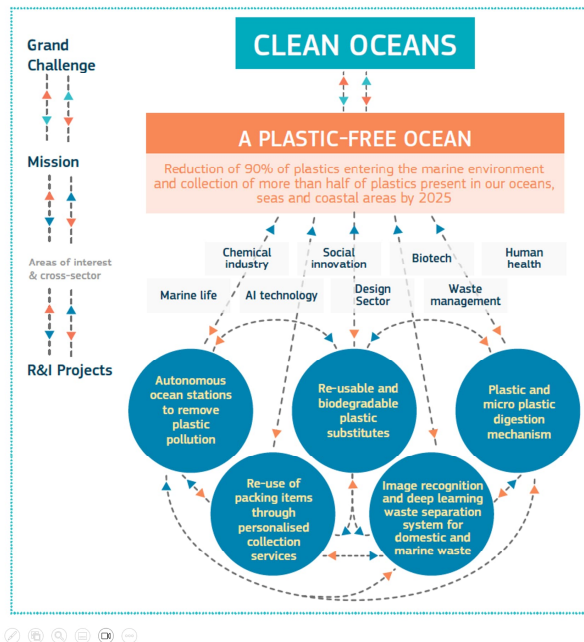 Grand
Challenge
CLEAN OCEANS
Mission
A PLASTIC-FREE OCEAN
Reduction of 90% of plastics entering the marine environment
and collection of more than half of plastics present in our oceans,
seas and coastal areas by 2025
Areas of interest
& cross-sector
Chemical
industry
Social
innovation
Biotech
Human
health
Marine life
AI technology
Design
Sector
Waste
management
R&I Projects
Autonomous
ocean stations
to remove
plastic
pollution
Re-usable and
biodegradable
plastic
substitutes
Plastic and
micro plastic
digestion
mechanism
Re-use of
packing items
through
personalised
collection
services
Image recognition
and deep learning
waste separation
system for
domestic and
marine waste